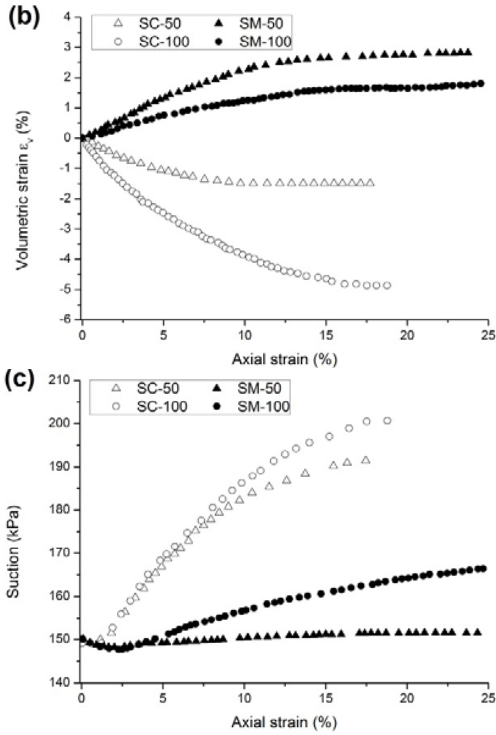 (b)
SC-50 SM-50
SC-100 SM-100
3
2
1
0
-1
-2
-3
-4
-5
-6
Volumetric strain εv (%)
0 5 10 15 20 25
Axial strain (%)
(c)
SC-50 SM-50
SC-100 SM-100
210
200
190
180
170
160
150
140
Suction (kPa)
0 5 10 15 20 25
Axial strain (%)